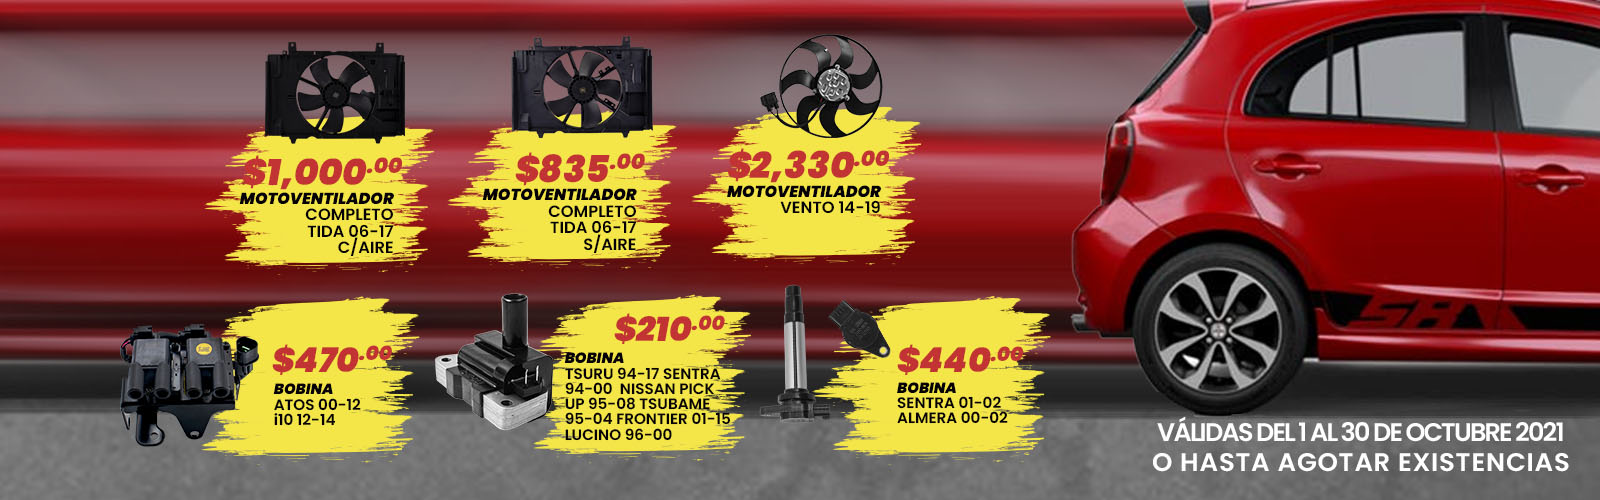 $1,000.00
MOTOVENTILADOR
COMPLETO
TIDA 06-17
C/AIRE
$835.00
MOTOVENTILADOR
COMPLETO
TIDA 06-17
S/AIRE
$2,330.00
MOTOVENTILADOR
VENTO 14-19
$470.00
BOBINA
ATOS 00-12
i10 12-14
$210.00
BOBINA
TSURU 94-17 SENTRA
94-00 NISSAN PICK
UP 95-08 TSUBAME
95-04 FRONTIER 01-15
LUCINO 96-00
$440.00
BOBINA
SENTRA 01-02
ALMERA 00-02
SR
VÁLIDAS DEL 1 AL 30 DE OCTUBRE 2021
O HASTA AGOTAR EXISTENCIAS